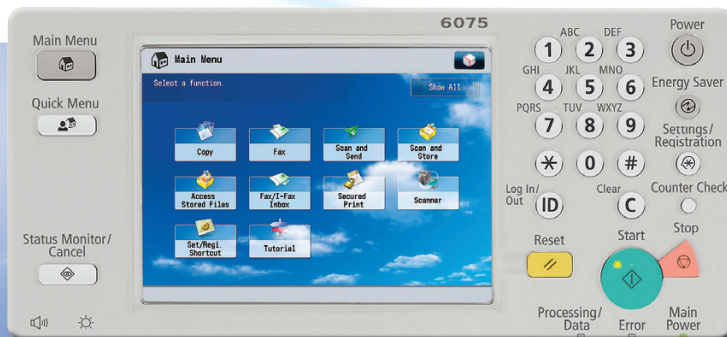 6075
Main Menu
Quick Menu
Status Monitor/
Cancel
Main Menu
Select a function.
Show All
Copy
Fax
Scan and
Send
Scan and
Store
Access
Stored Files
Fax/I-Fax
Inbox
Secured
Print
Scanner
Set/Regi.
Shortcut
Tutorial
ABC DEF
1 2 3
GHI JKL MNO
4 5 6
PQRS TUV WXYZ
7 8 9
* 0 #
Log In/
Out
ID
Clear
C
Power
Energy Saver
Settings/
Registration
Counter Check
Stop
Reset
Start
Processing/
Data
Error
Main
Power